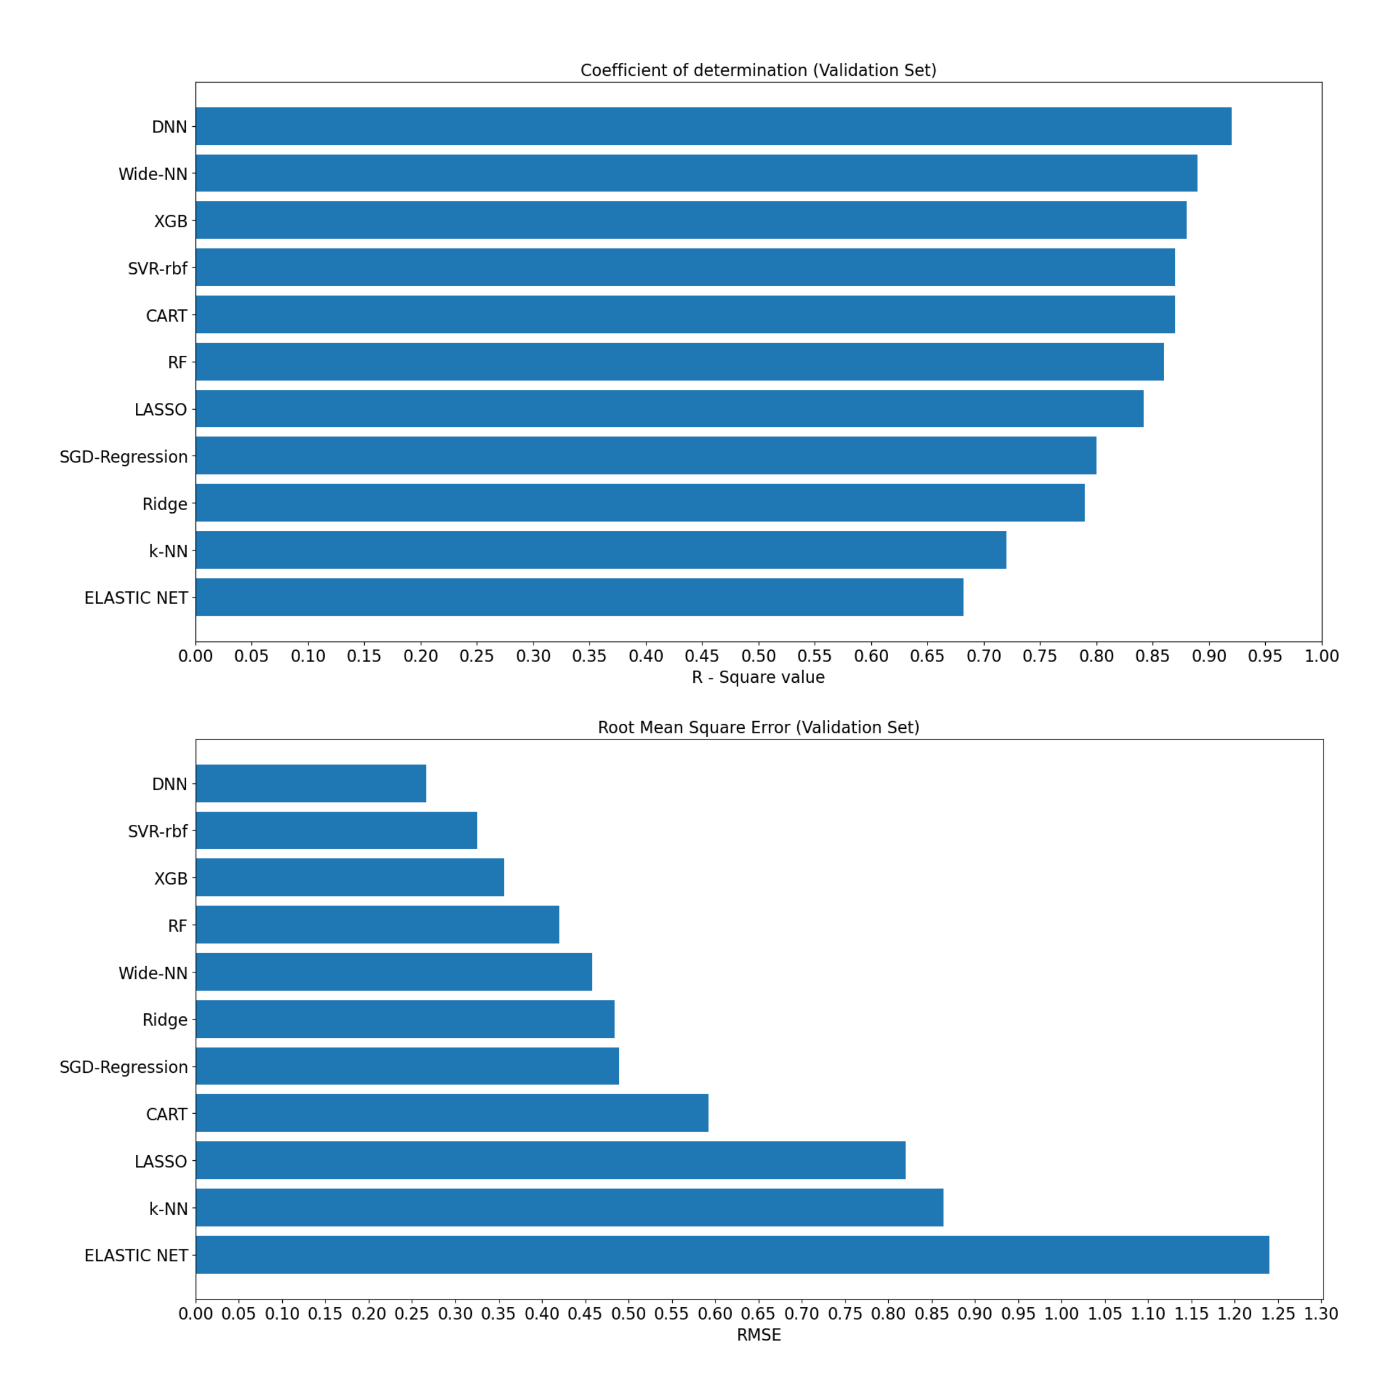 Coefficient of determination (Validation Set)
DNN
Wide-NN
XGB
SVR-rbf
CART
RF
LASSO
SGD-Regression
Ridge
k-NN
ELASTIC NET
0.00 0.05 0.10 0.15 0.20 0.25 0.30 0.35 0.40 0.45 0.50 0.55 0.60 0.65 0.70 0.75 0.80 0.85 0.90 0.95 1.00
R - Square value
Root Mean Square Error (Validation Set)
DNN
SVR-rbf
XGB
RF
Wide-NN
Ridge
SGD-Regression
CART
LASSO
k-NN
ELASTIC NET
0.00 0.05 0.10 0.15 0.20 0.25 0.30 0.35 0.40 0.45 0.50 0.55 0.60 0.65 0.70 0.75 0.80 0.85 0.90 0.95 1.00 1.05 1.10 1.15 1.20 1.25 1.30
RMSE